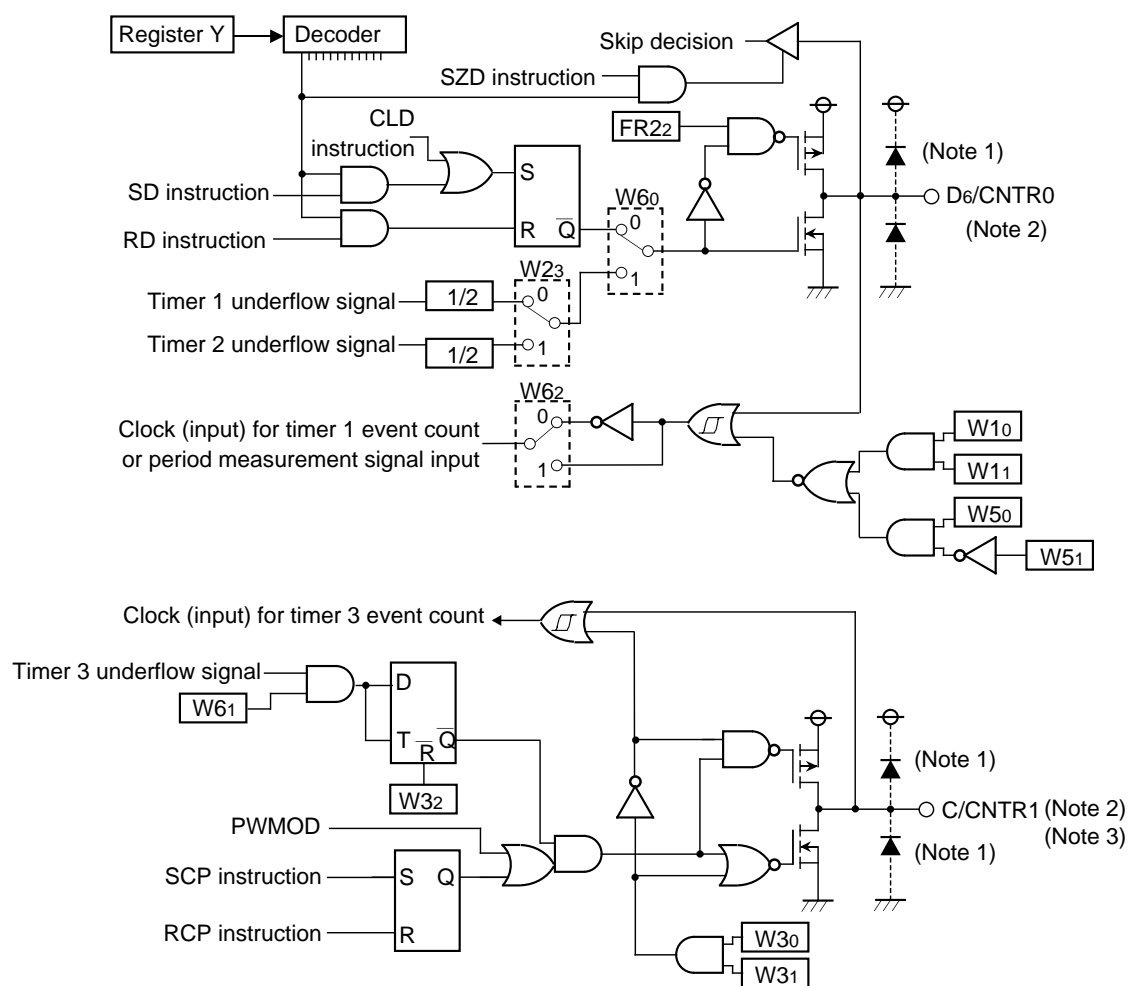 Register Y
Decoder
Skip decision
SZD instruction
CLD
instruction
FR22
(Note 1)
SD instruction
S
W60
0
D6/CNTR0
RD instruction
R
Q
(Note 2)
1
W23
Timer 1 underflow signal
1/2
0
Timer 2 underflow signal
1/2
1
W62
0
Clock (input) for timer 1 event count
or period measurement signal input
1
W10
W11
W50
W51
Clock (input) for timer 3 event count
Timer 3 underflow signal
D
W61
T
R
Q
(Note 1)
W32
C/CNTR1
(Note 2)
PWMOD
(Note 3)
(Note 1)
SCP instruction
S
Q
RCP instruction
R
W30
W31